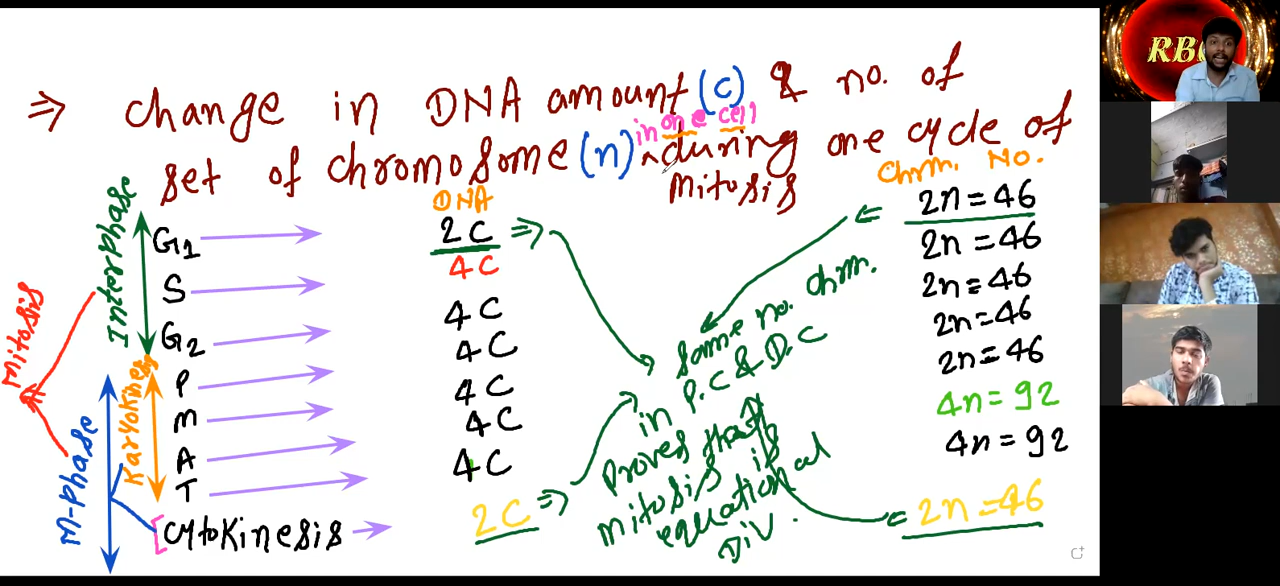 ⇒ change in DNA amount (c) & no. of
set of chromosome (n) in one cell ^ during one cycle of
mitosis
DNA
Chrm. No.
Interphase
G1 → 2C ⇒ ⇐ 2n = 46
S → 4C 2n = 46
G2 → 4C 2n = 46
P → 4C 2n = 46
M → 4C 2n = 46
A → 4C 4n = 92
T → 4C 4n = 92
[cytokinesis → 2C ⇒ ⇐ 2n = 46
Mitosis
Karyokinesis
M-phase
same no. chrm.
in P.C & D.C
Proves that
mitosis is
equational
Div.
RBC